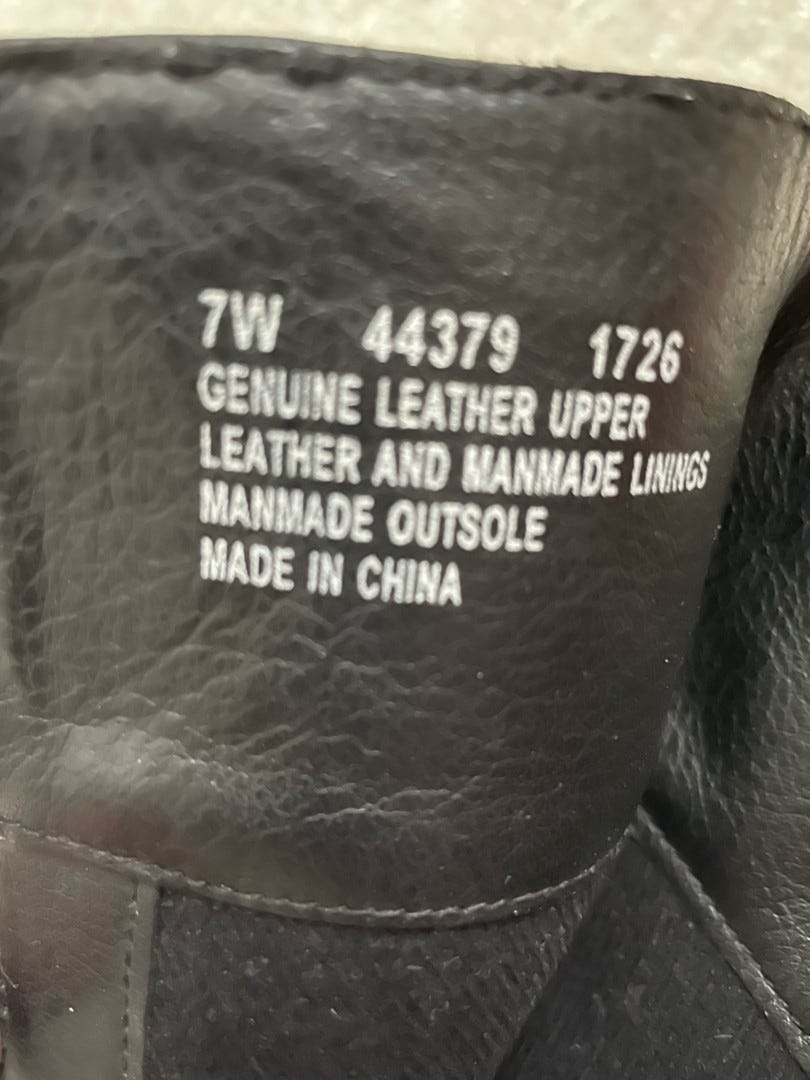 7W 44379 1726
GENUINE LEATHER UPPER
LEATHER AND MANMADE LININGS
MANMADE OUTSOLE
MADE IN CHINA